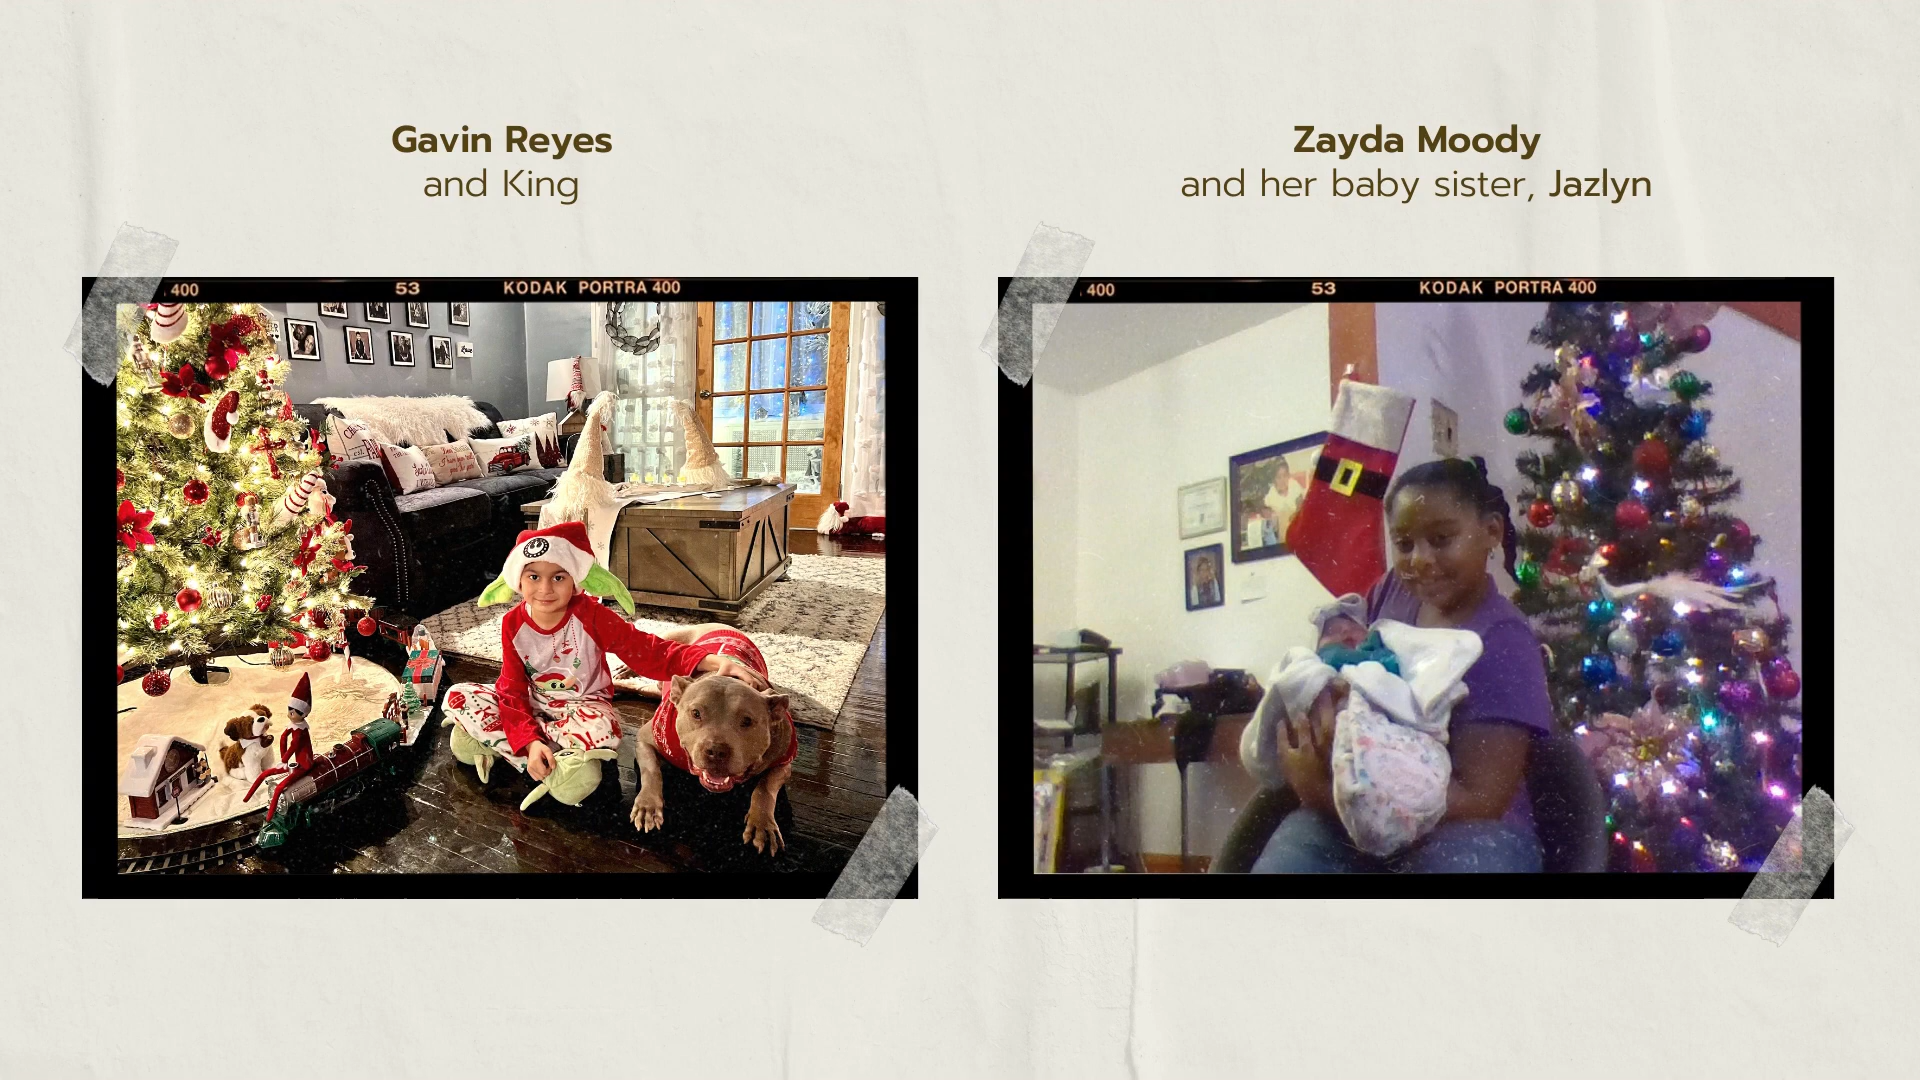 Gavin Reyes
and King
Zayda Moody
and her baby sister, Jazlyn
400 53 KODAK PORTRA 400
400 53 KODAK PORTRA 400